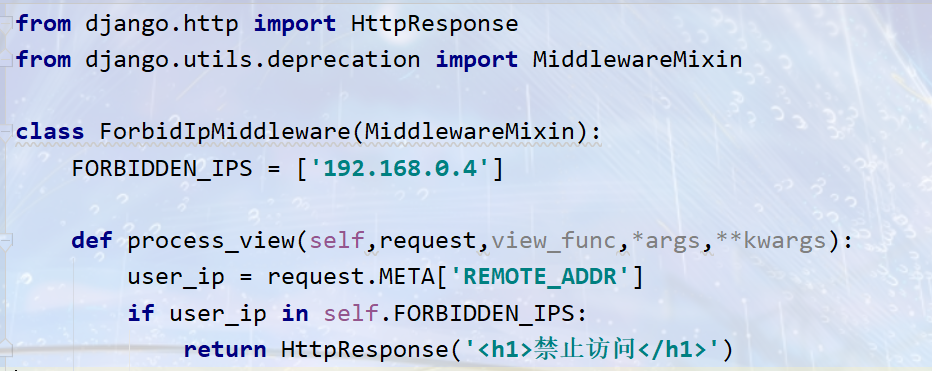 from django.http import HttpResponse
from django.utils.deprecation import MiddlewareMixin
class ForbidIpMiddleware(MiddlewareMixin):
FORBIDDEN_IPS = ['192.168.0.4']
def process_view(self,request,view_func,*args,**kwargs):
user_ip = request.META['REMOTE_ADDR']
if user_ip in self.FORBIDDEN_IPS:
return HttpResponse('<h1>禁止访问</h1>')